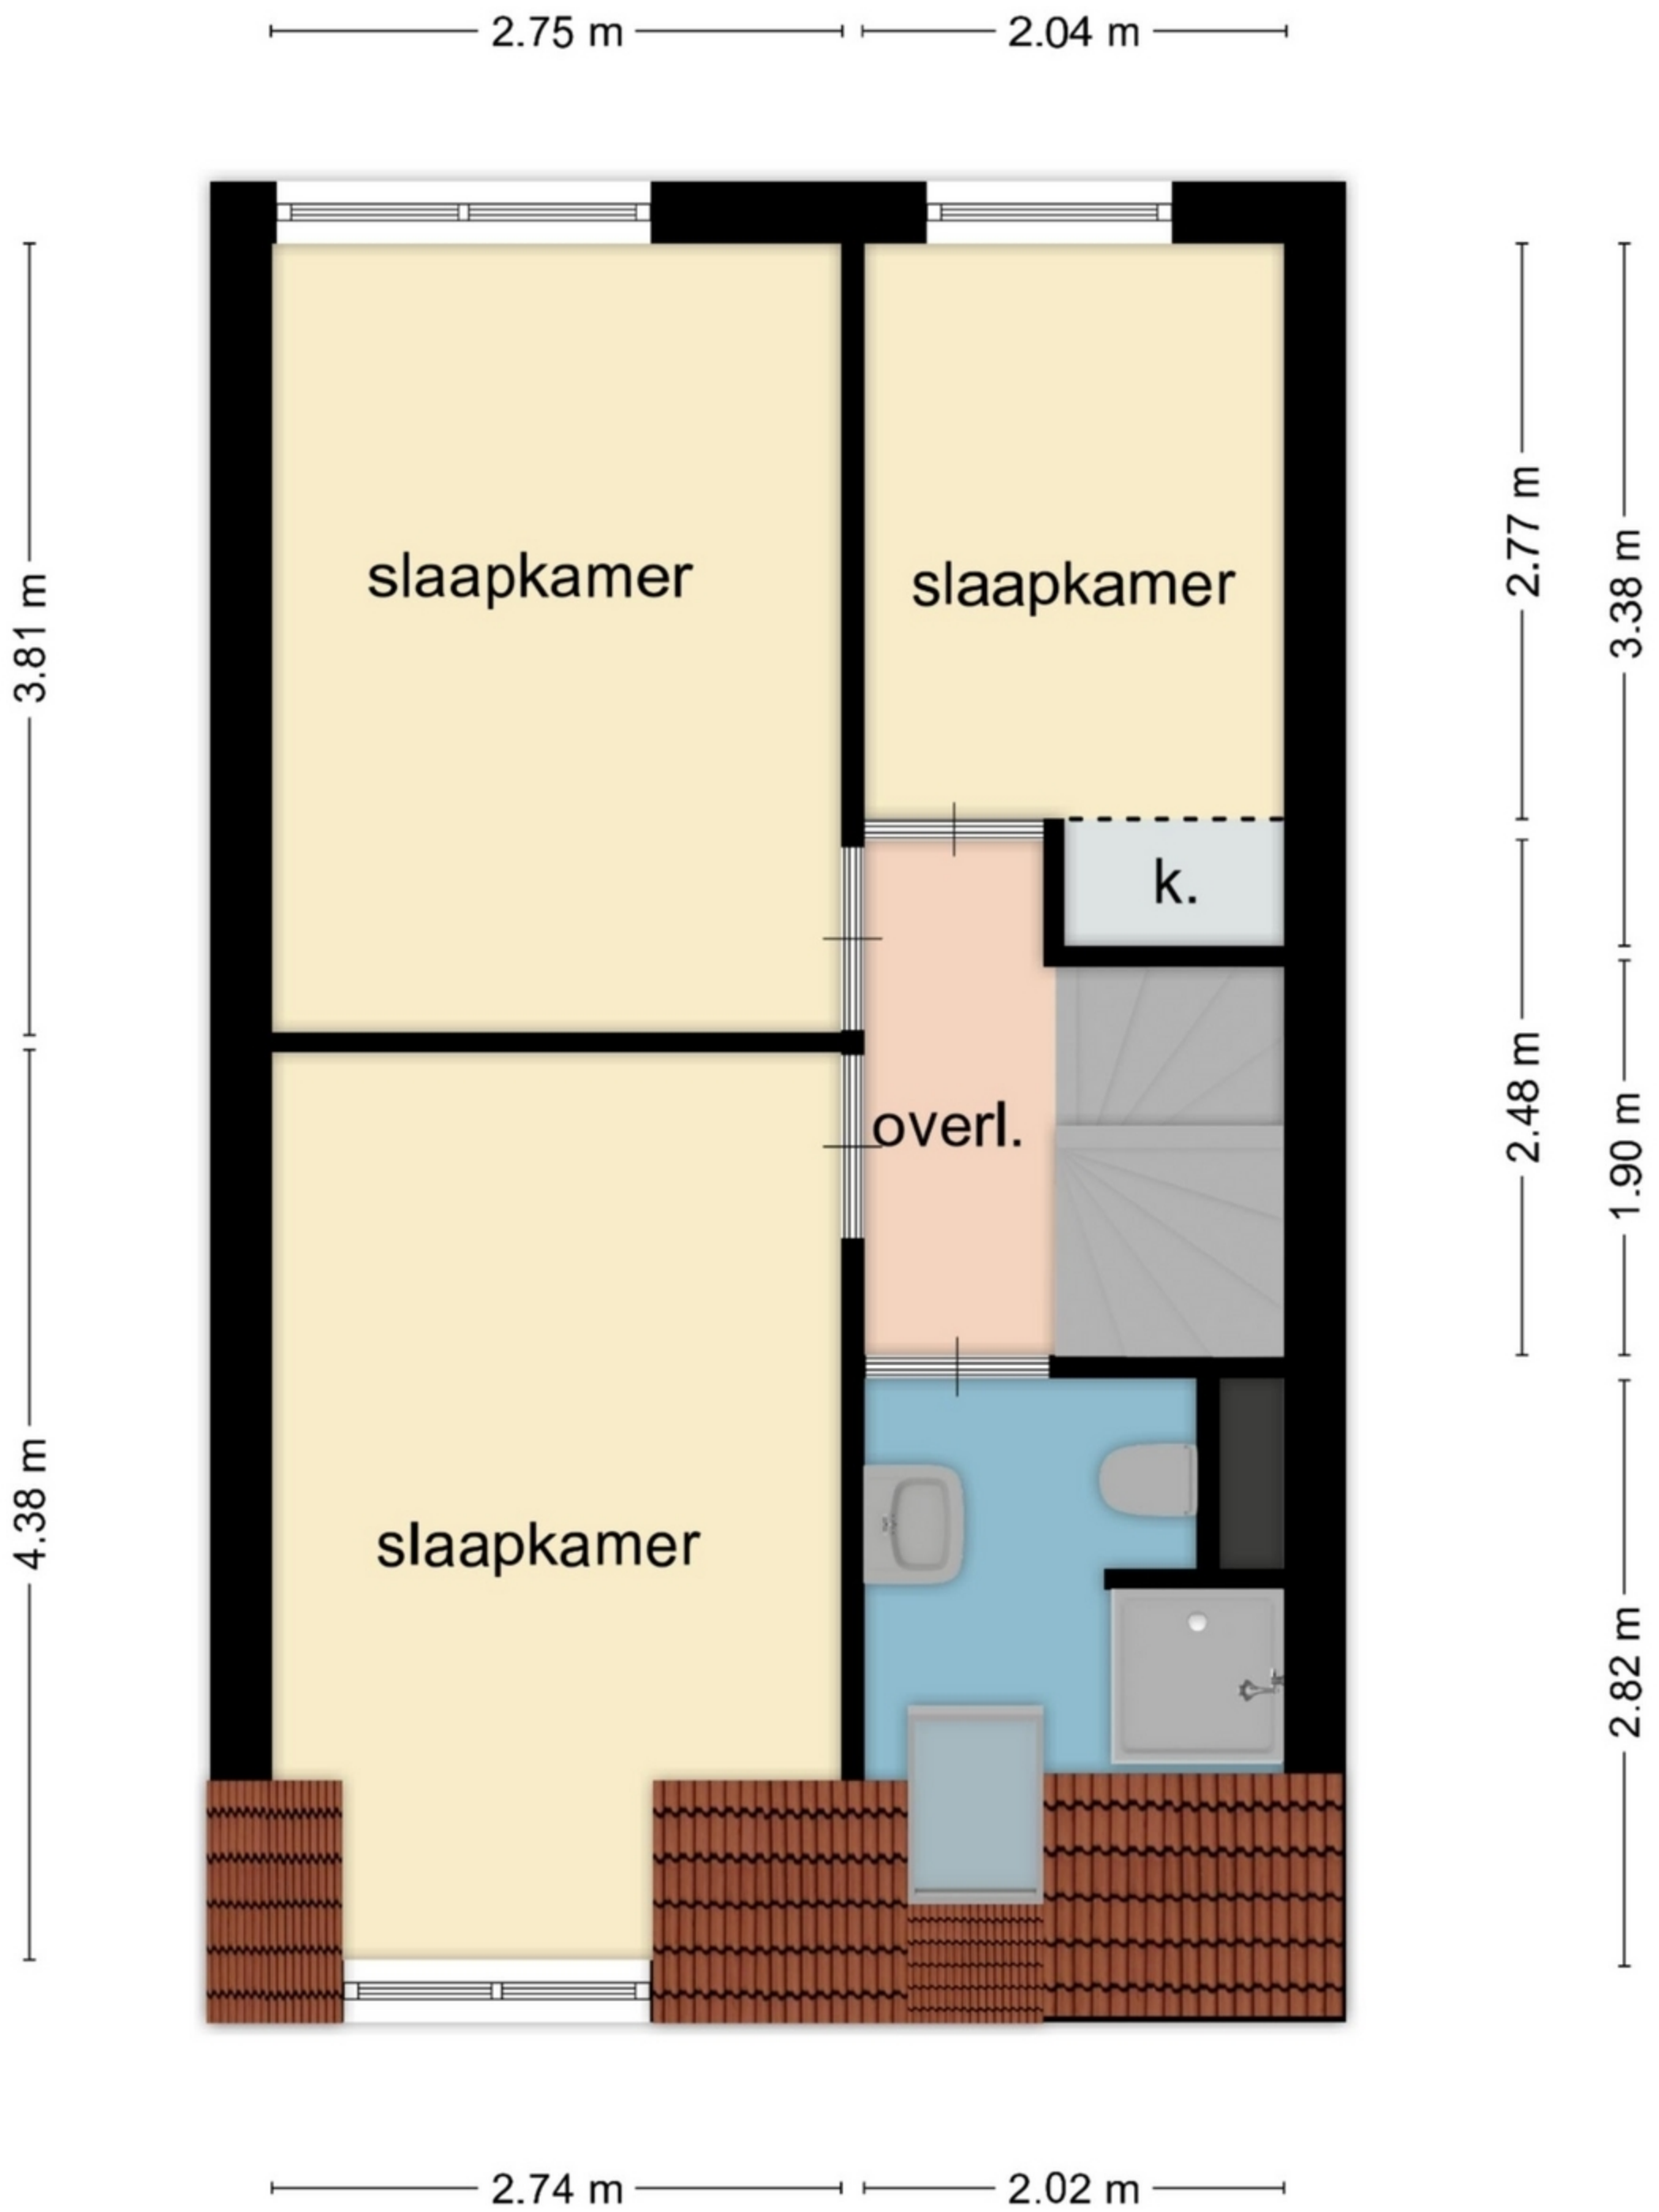 2.75 m
2.04 m
3.81 m
slaapkamer
slaapkamer
2.77 m
3.38 m
k.
overl.
2.48 m
1.90 m
4.38 m
slaapkamer
2.82 m
2.74 m
2.02 m